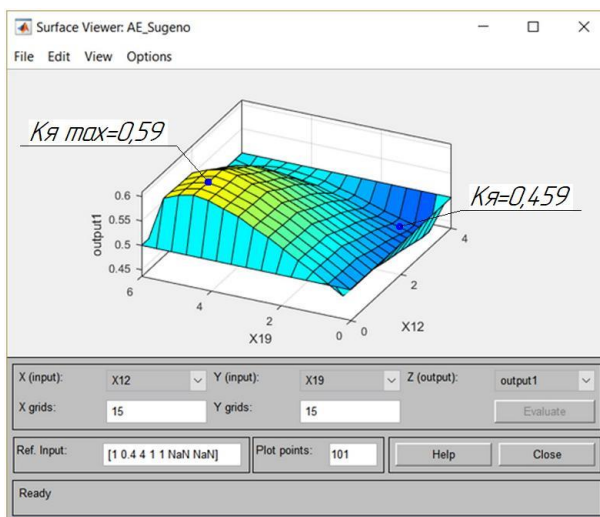 Surface Viewer: AE_Sugeno
File Edit View Options
Kя max=0,59
Kя=0,459
0.6
0.55
0.5
0.45
output1
6
4
2
0
X19
0
2
4
X12
X (input):
X12
Y (input):
X19
Z (output):
output1
X grids:
15
Y grids:
15
Evaluate
Ref. Input:
[1 0.4 4 1 1 NaN NaN]
Plot points:
101
Help
Close
Ready